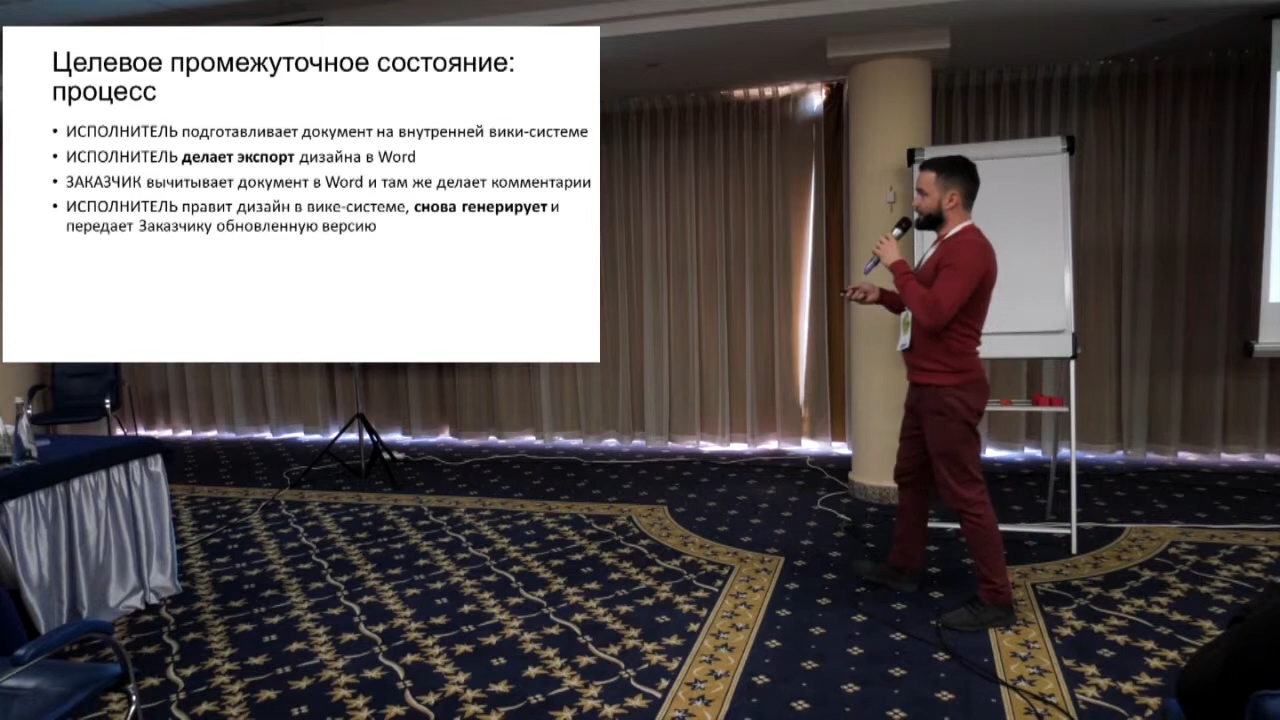 Целевое промежуточное состояние:
процесс
• ИСПОЛНИТЕЛЬ подготавливает документ на внутренней вики-системе
• ИСПОЛНИТЕЛЬ делает экспорт дизайна в Word
• ЗАКАЗЧИК вычитывает документ в Word и там же делает комментарии
• ИСПОЛНИТЕЛЬ правит дизайн в вике-системе, снова генерирует и
передает Заказчику обновленную версию